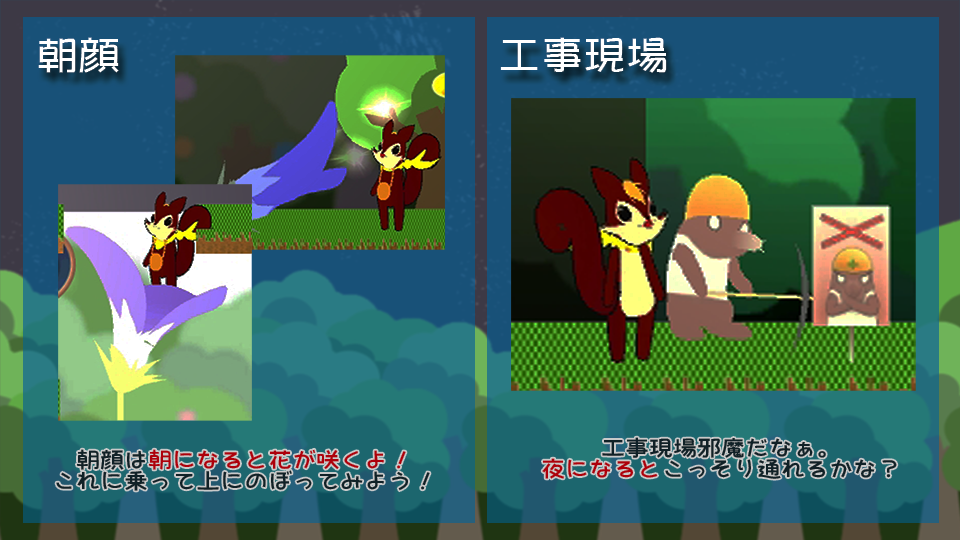 朝顔
朝顔は朝になると花が咲くよ！
これに乗って上にのぼってみよう！
工事現場
工事現場邪魔だなぁ。
夜になるとこっそり通れるかな？